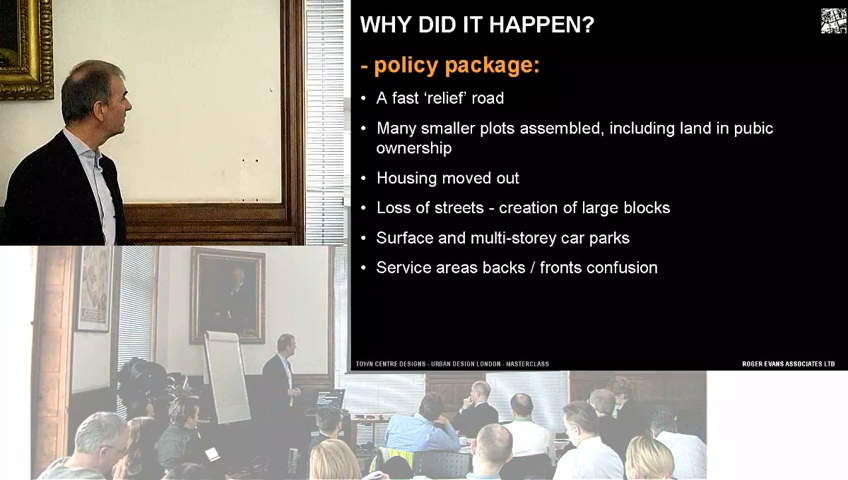 WHY DID IT HAPPEN?
- policy package:
• A fast ‘relief’ road
• Many smaller plots assembled, including land in pubic
ownership
• Housing moved out
• Loss of streets - creation of large blocks
• Surface and multi-storey car parks
• Service areas backs / fronts confusion
TOWN CENTRE DESIGNS - URBAN DESIGN LONDON - MASTERCLASS
ROGER EVANS ASSOCIATES LTD